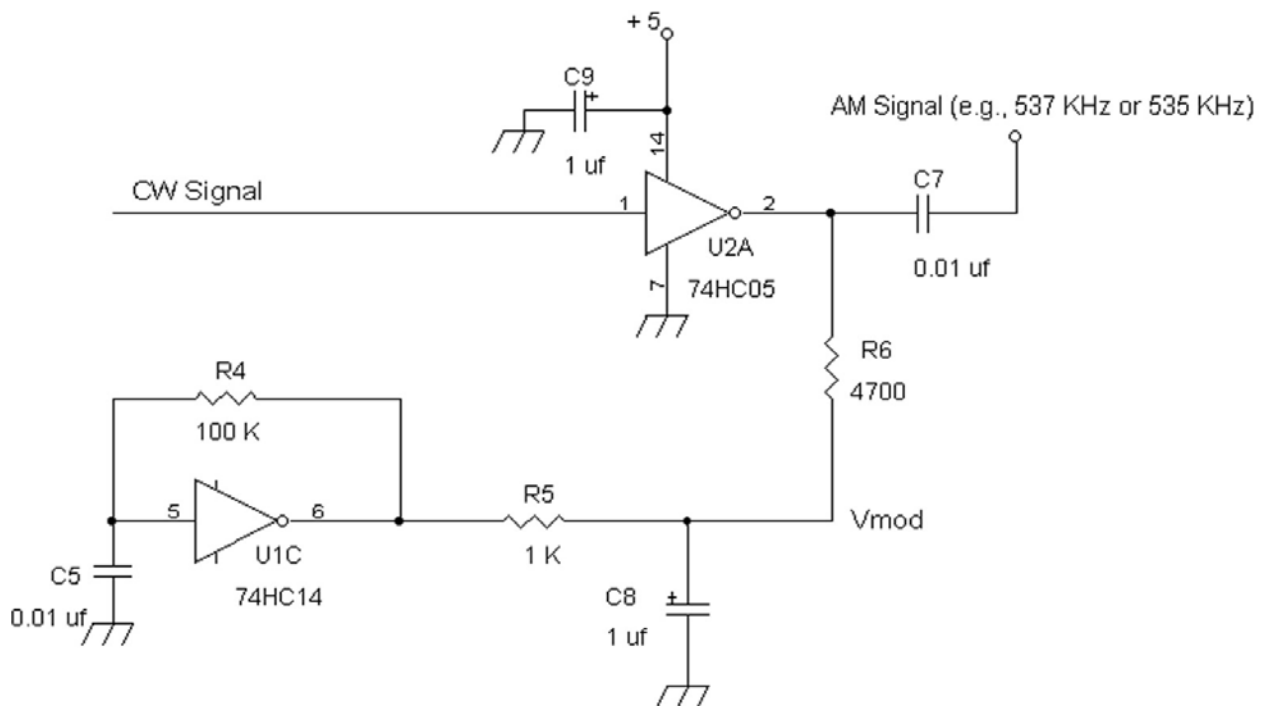 + 5
C9
+
1 uf
14
AM Signal (e.g., 537 KHz or 535 KHz)
CW Signal
1
2
U2A
74HC05
7
C7
0.01 uf
R6
4700
R4
100 K
5
6
U1C
74HC14
C5
0.01 uf
R5
1 K
Vmod
C8
+
1 uf